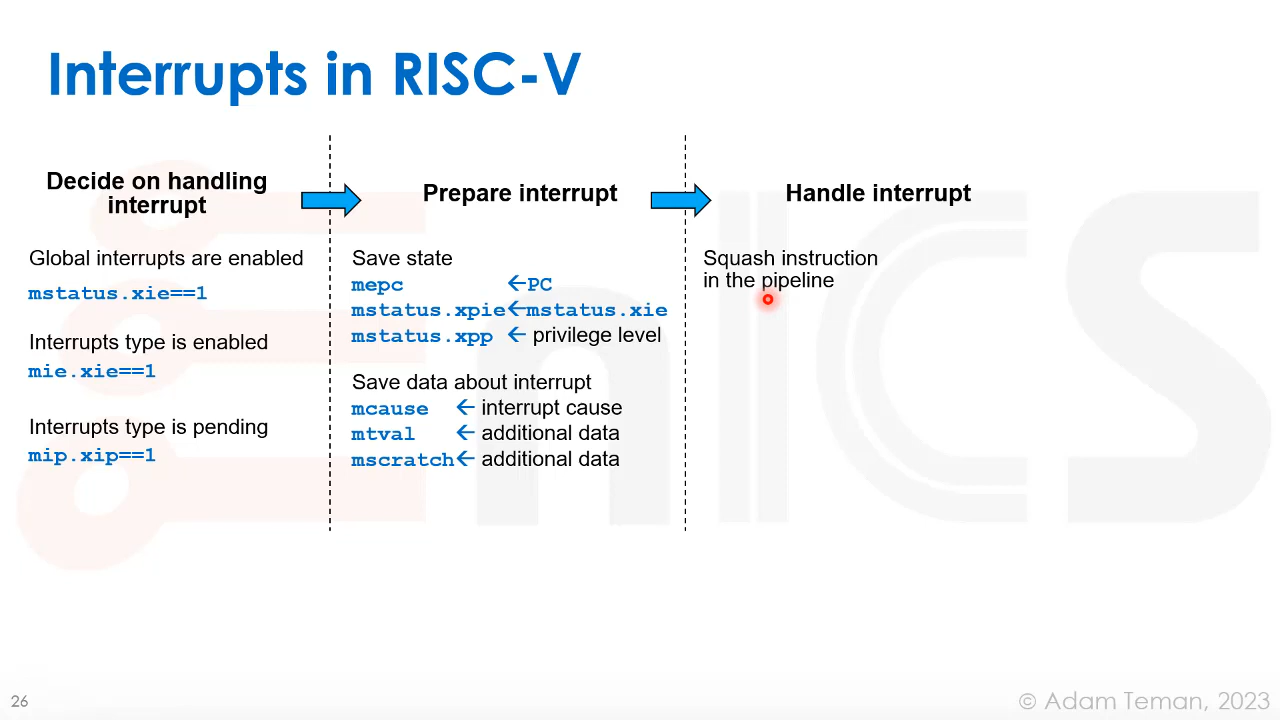 Interrupts in RISC-V
Decide on handling
interrupt
Global interrupts are enabled
mstatus.xie==1
Interrupts type is enabled
mie.xie==1
Interrupts type is pending
mip.xip==1
Prepare interrupt
Save state
mepc ←PC
mstatus.xpie←mstatus.xie
mstatus.xpp ← privilege level
Save data about interrupt
mcause ← interrupt cause
mtval ← additional data
mscratch← additional data
Handle interrupt
Squash instruction
in the pipeline
nICS
26
© Adam Teman, 2023